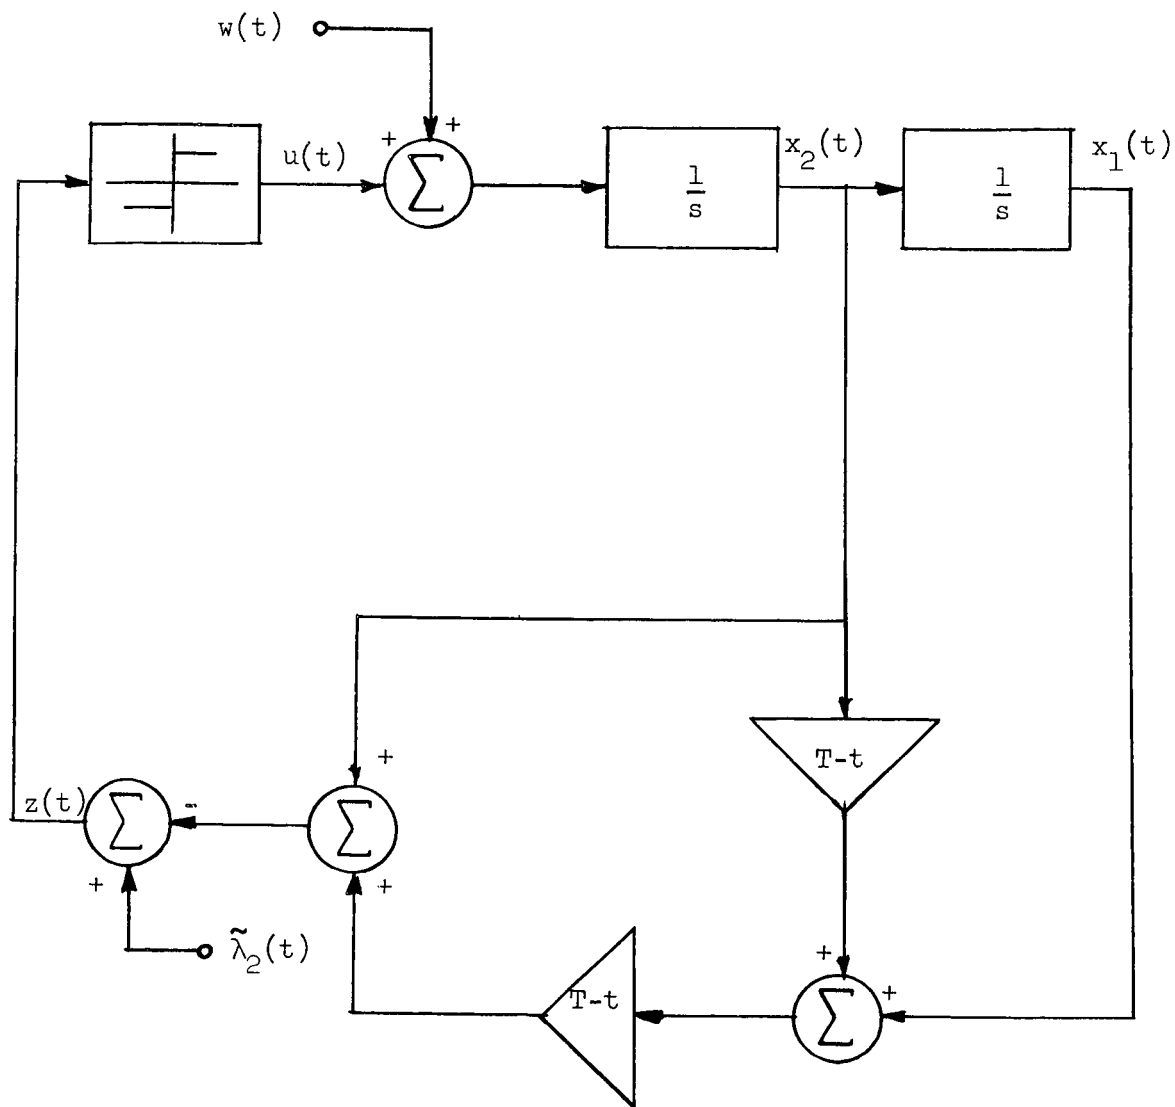 w(t)
+ +
u(t)
Σ
1/s
x₂(t)
1/s
x₁(t)
T-t
+
z(t)
Σ
-
Σ
+
+
λ̃₂(t)
T-t
+
Σ
+